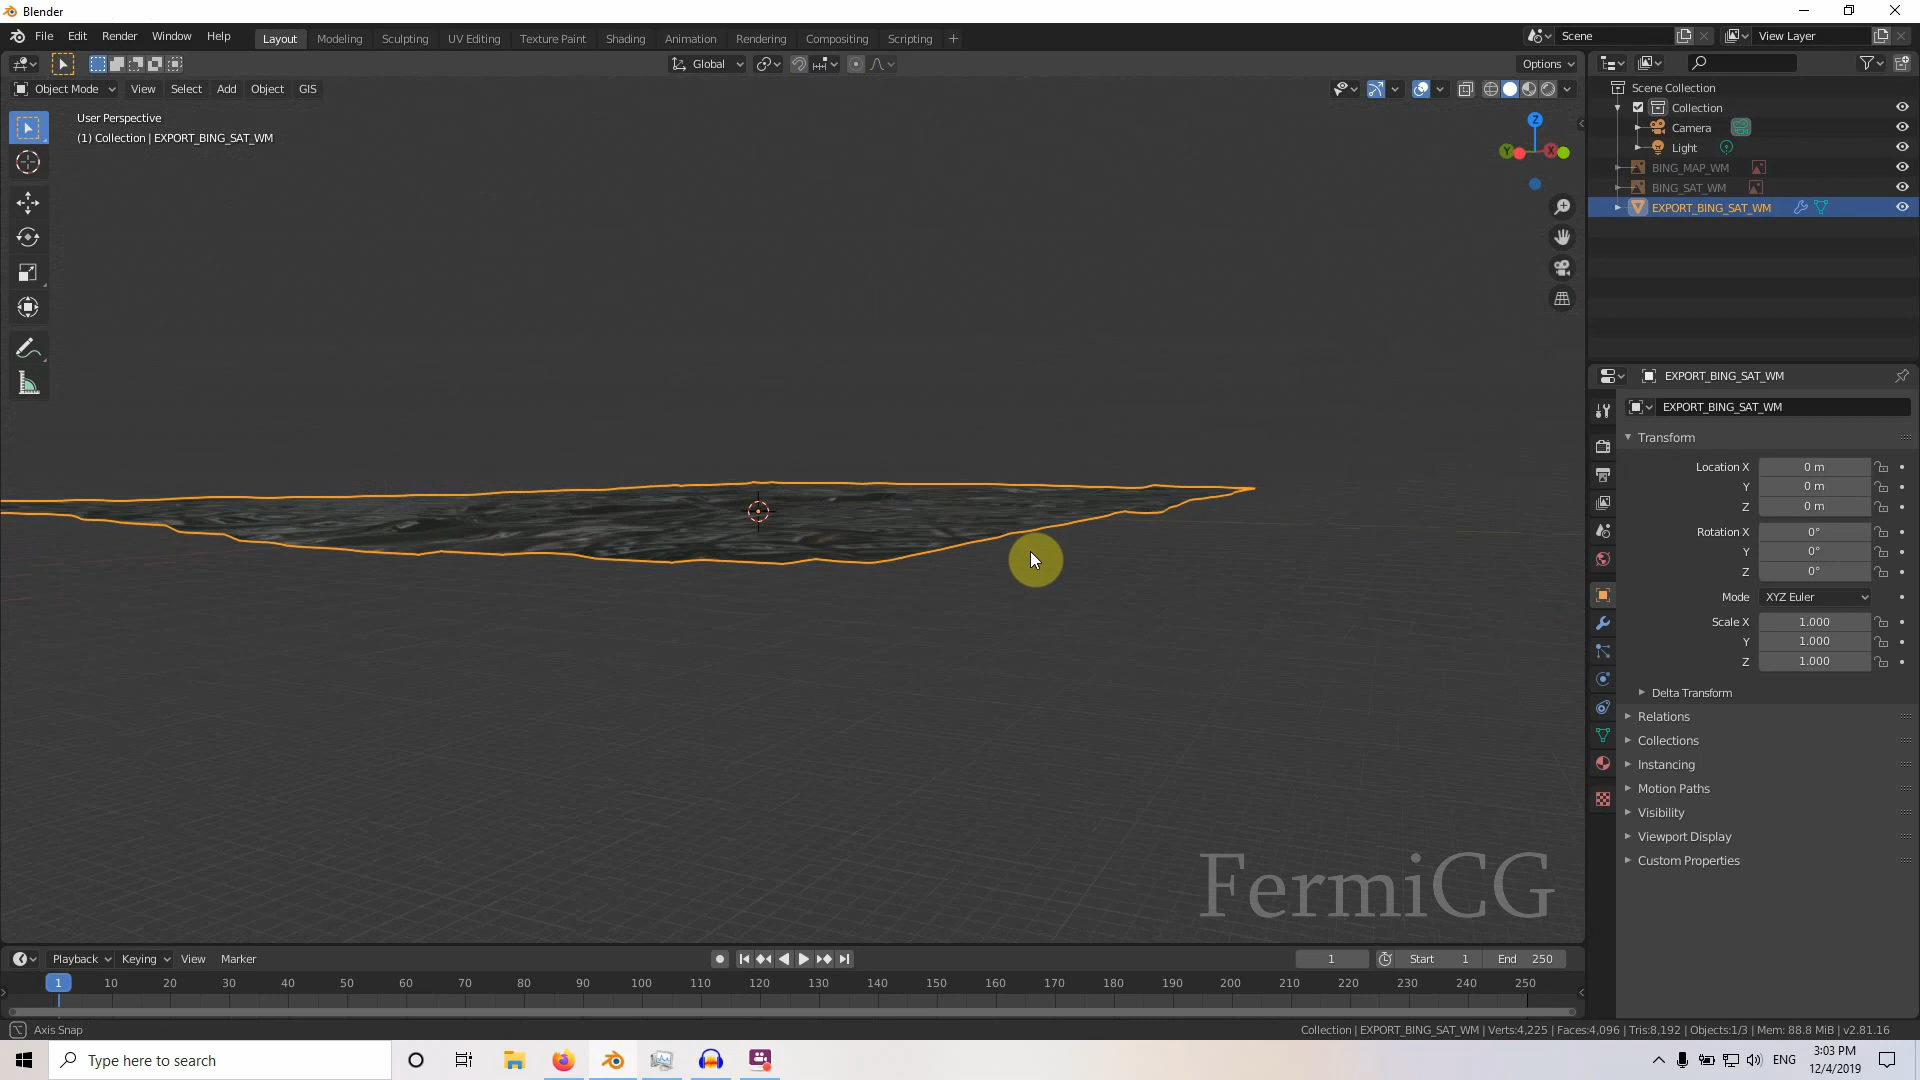 Blender
File Edit Render Window Help Layout Modeling Sculpting UV Editing Texture Paint Shading Animation Rendering Compositing Scripting + Scene View Layer
Global Options
Object Mode View Select Add Object GIS
User Perspective
(1) Collection | EXPORT_BING_SAT_WM
Z
Y X
Scene Collection
Collection
Camera
Light
BING_MAP_WM
BING_SAT_WM
EXPORT_BING_SAT_WM
EXPORT_BING_SAT_WM
EXPORT_BING_SAT_WM
Transform
Location X 0 m
Y 0 m
Z 0 m
Rotation X 0°
Y 0°
Z 0°
Mode XYZ Euler
Scale X 1.000
Y 1.000
Z 1.000
Delta Transform
Relations
Collections
Instancing
Motion Paths
Visibility
Viewport Display
Custom Properties
FermiCG
Playback Keying View Marker 1 Start 1 End 250
1 10 20 30 40 50 60 70 80 90 100 110 120 130 140 150 160 170 180 190 200 210 220 230 240 250
Axis Snap Collection | EXPORT_BING_SAT_WM | Verts:4,225 | Faces:4,096 | Tris:8,192 | Objects:1/3 | Mem: 88.8 MiB | v2.81.16
Type here to search ENG 3:03 PM
12/4/2019